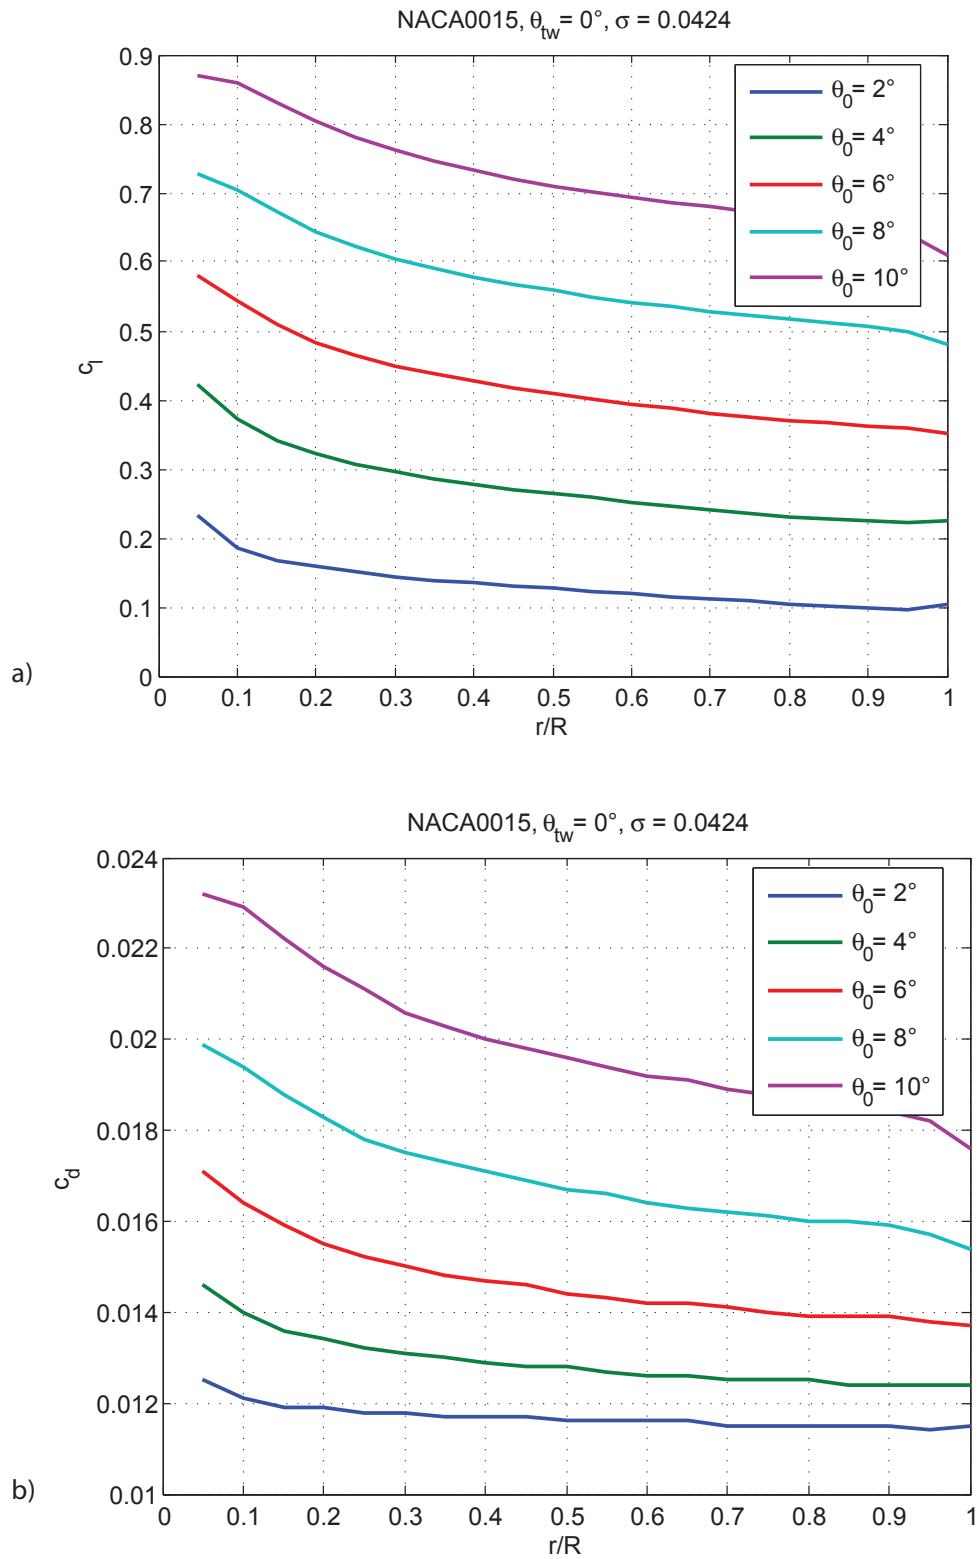 NACA0015, θtw= 0°, σ = 0.0424
0.9
0.8
0.7
0.6
0.5
0.4
0.3
0.2
0.1
0
cl
θ0= 2°
θ0= 4°
θ0= 6°
θ0= 8°
θ0= 10°
a)
0 0.1 0.2 0.3 0.4 0.5 0.6 0.7 0.8 0.9 1
r/R
NACA0015, θtw= 0°, σ = 0.0424
0.024
0.022
0.02
0.018
0.016
0.014
0.012
0.01
cd
θ0= 2°
θ0= 4°
θ0= 6°
θ0= 8°
θ0= 10°
b)
0 0.1 0.2 0.3 0.4 0.5 0.6 0.7 0.8 0.9 1
r/R